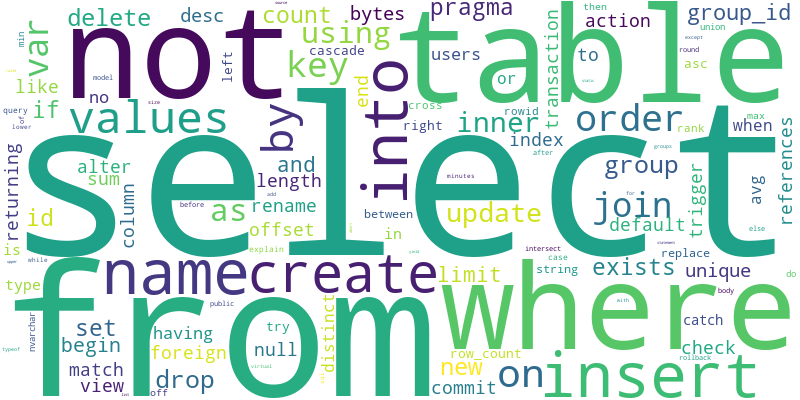 select
from
table
where
not
insert
create
name
into
values
by
on
order
join
key
using
inner
update
group
as
and
drop
set
if
var
id
delete
desc
count
bytes
pragma
action
group_id
then
union
except
round
asc
cascade
users
or
to
transaction
cross
rowid
right
index
after
rank
max
when
references
min
like
no
model
left
end
query
of
lower
returning
alter
sum
column
length
rename
offset
explain
before
add
between
in
minutes
groups
trigger
avg
default
else
is
type
while
public
nvarchar
having
try
foreign
null
distinct
virtual
begin
match
view
off
typeof
limit
string
case
intersect
exists
replace
unique
body
do
catch
check
rollback
row_count
new
commit
with
for
size
source